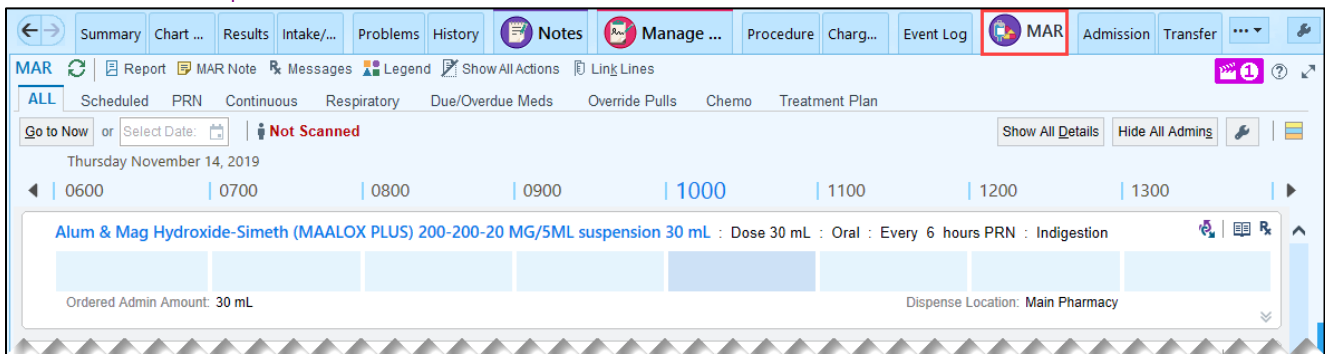 Summary Chart ... Results Intake/... Problems History Notes Manage ... Procedure Charg... Event Log MAR Admission Transfer ...
MAR Report MAR Note Messages Legend Show All Actions Link Lines 1
ALL Scheduled PRN Continuous Respiratory Due/Overdue Meds Override Pulls Chemo Treatment Plan
Go to Now or Select Date: Not Scanned Show All Details Hide All Admins
Thursday November 14, 2019
0600 0700 0800 0900 1000 1100 1200 1300
Alum & Mag Hydroxide-Simeth (MAALOX PLUS) 200-200-20 MG/5ML suspension 30 mL : Dose 30 mL : Oral : Every 6 hours PRN : Indigestion
Ordered Admin Amount: 30 mL Dispense Location: Main Pharmacy